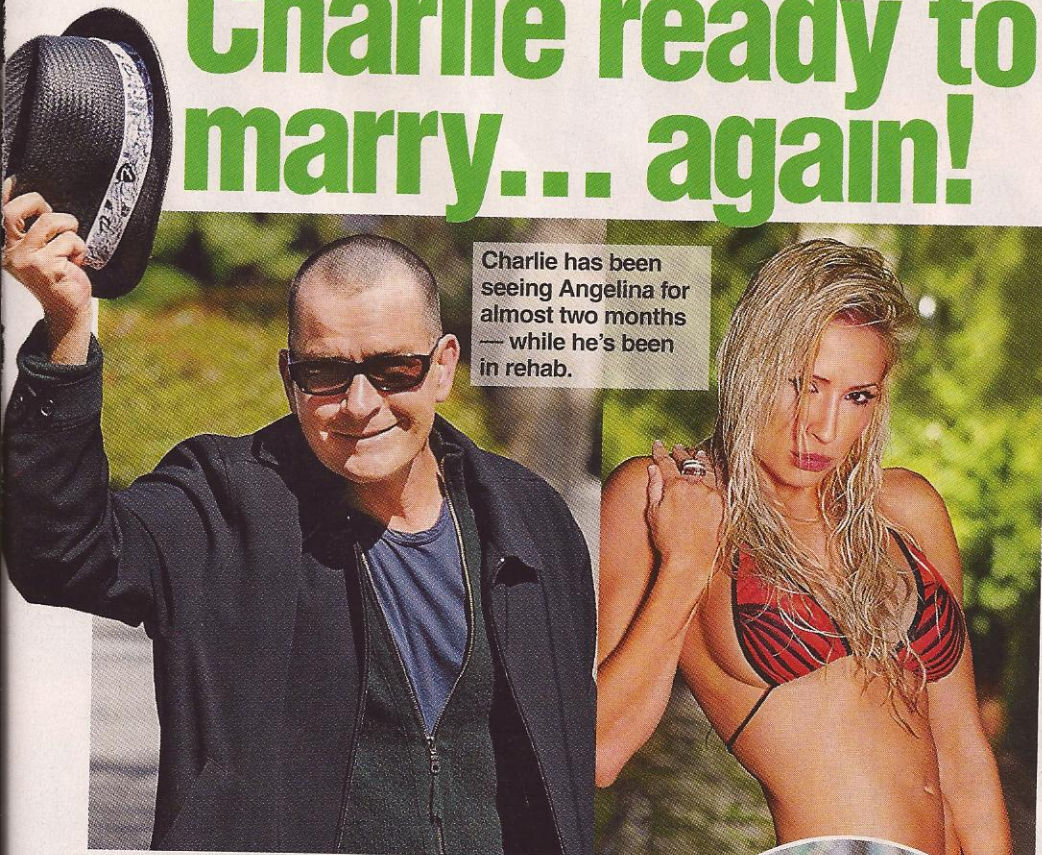 Charlie ready to
marry... again!
Charlie has been
seeing Angelina for
almost two months
— while he's been
in rehab.